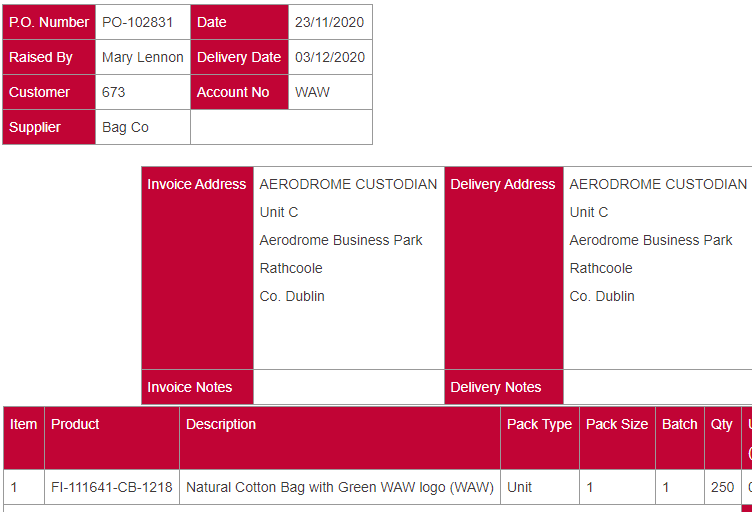 P.O. Number PO-102831 Date 23/11/2020
Raised By Mary Lennon Delivery Date 03/12/2020
Customer 673 Account No WAW
Supplier Bag Co
Invoice Address AERODROME CUSTODIAN Delivery Address AERODROME CUSTODIAN
Unit C Unit C
Aerodrome Business Park Aerodrome Business Park
Rathcoole Rathcoole
Co. Dublin Co. Dublin
Invoice Notes Delivery Notes
Item Product Description Pack Type Pack Size Batch Qty
1 FI-111641-CB-1218 Natural Cotton Bag with Green WAW logo (WAW) Unit 1 1 250